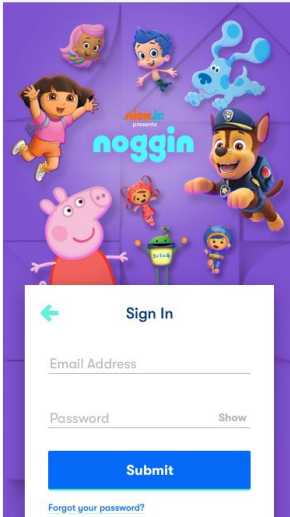 nick jr.
presents
noggin
Sign In
Email Address
Password Show
Submit
Forgot your password?